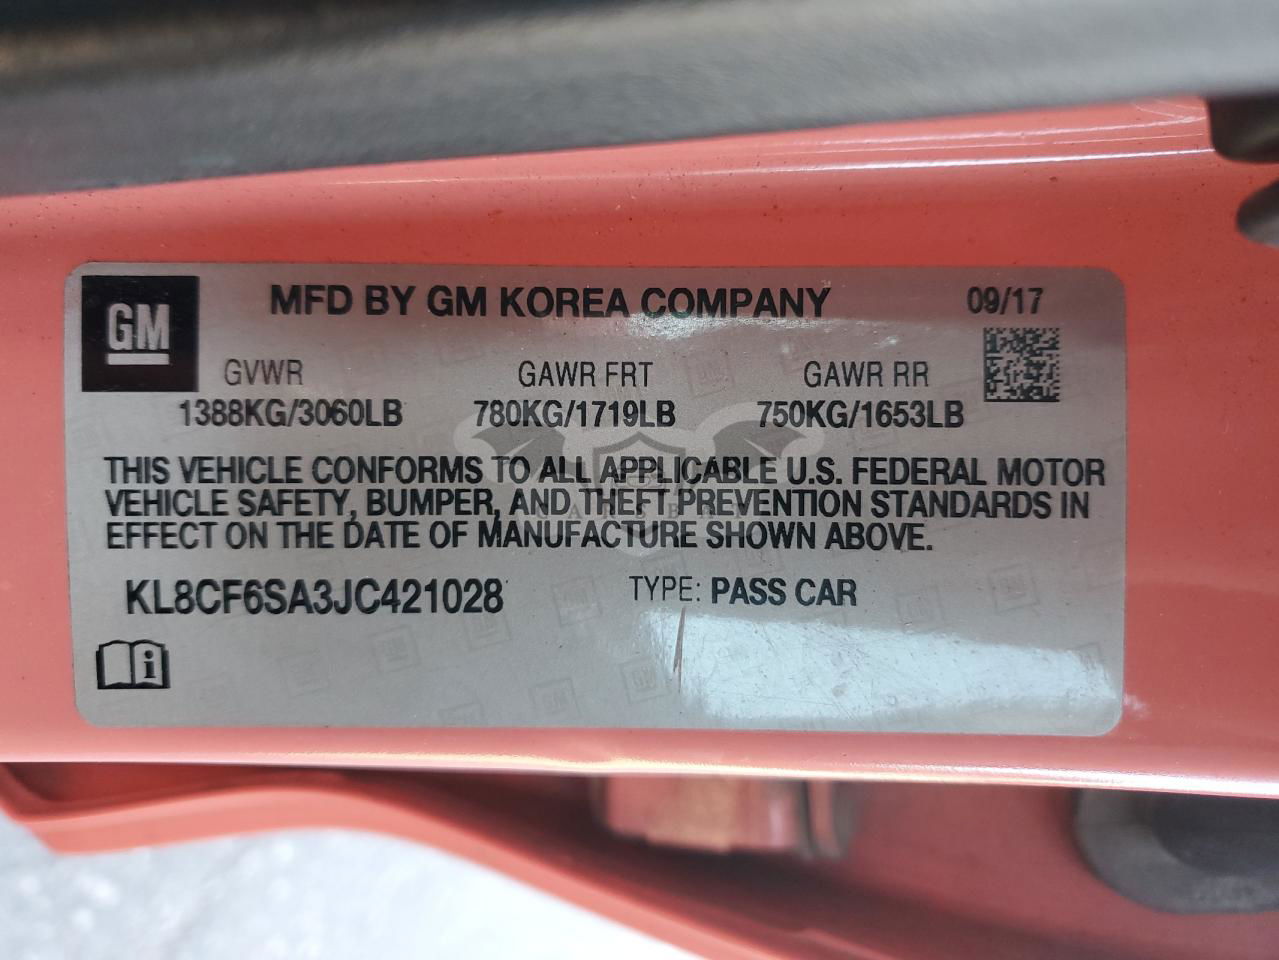 GM
MFD BY GM KOREA COMPANY 09/17
GVWR GAWR FRT GAWR RR
1388KG/3060LB 780KG/1719LB 750KG/1653LB
THIS VEHICLE CONFORMS TO ALL APPLICABLE U.S. FEDERAL MOTOR
VEHICLE SAFETY, BUMPER, AND THEFT PREVENTION STANDARDS IN
CARSBAT
EFFECT ON THE DATE OF MANUFACTURE SHOWN ABOVE.
KL8CF6SA3JC421028 TYPE: PASS CAR
i